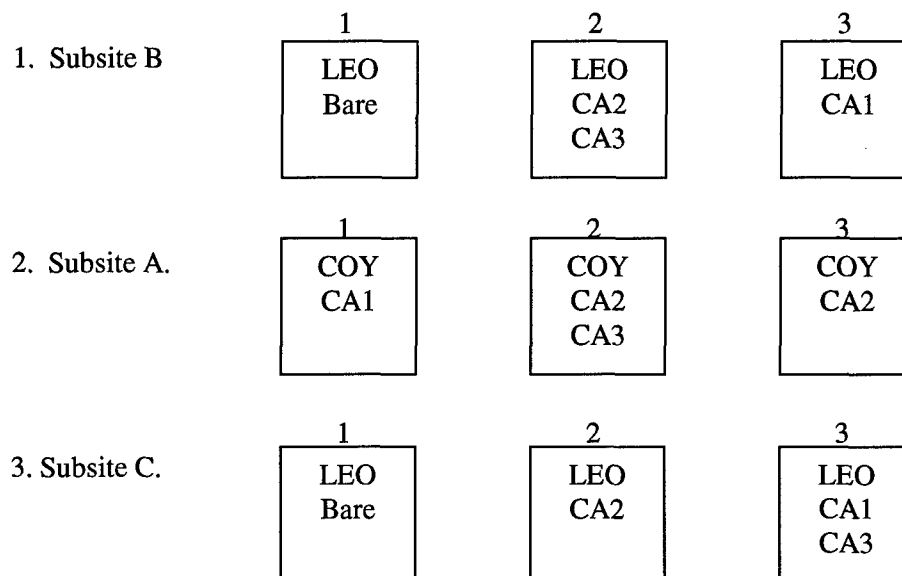 1 2 3
1. Subsite B
LEO LEO LEO
Bare CA2 CA1
CA3
1 2 3
2. Subsite A.
COY COY COY
CA1 CA2 CA2
CA3
1 2 3
3. Subsite C.
LEO LEO LEO
Bare CA2 CA1
CA3